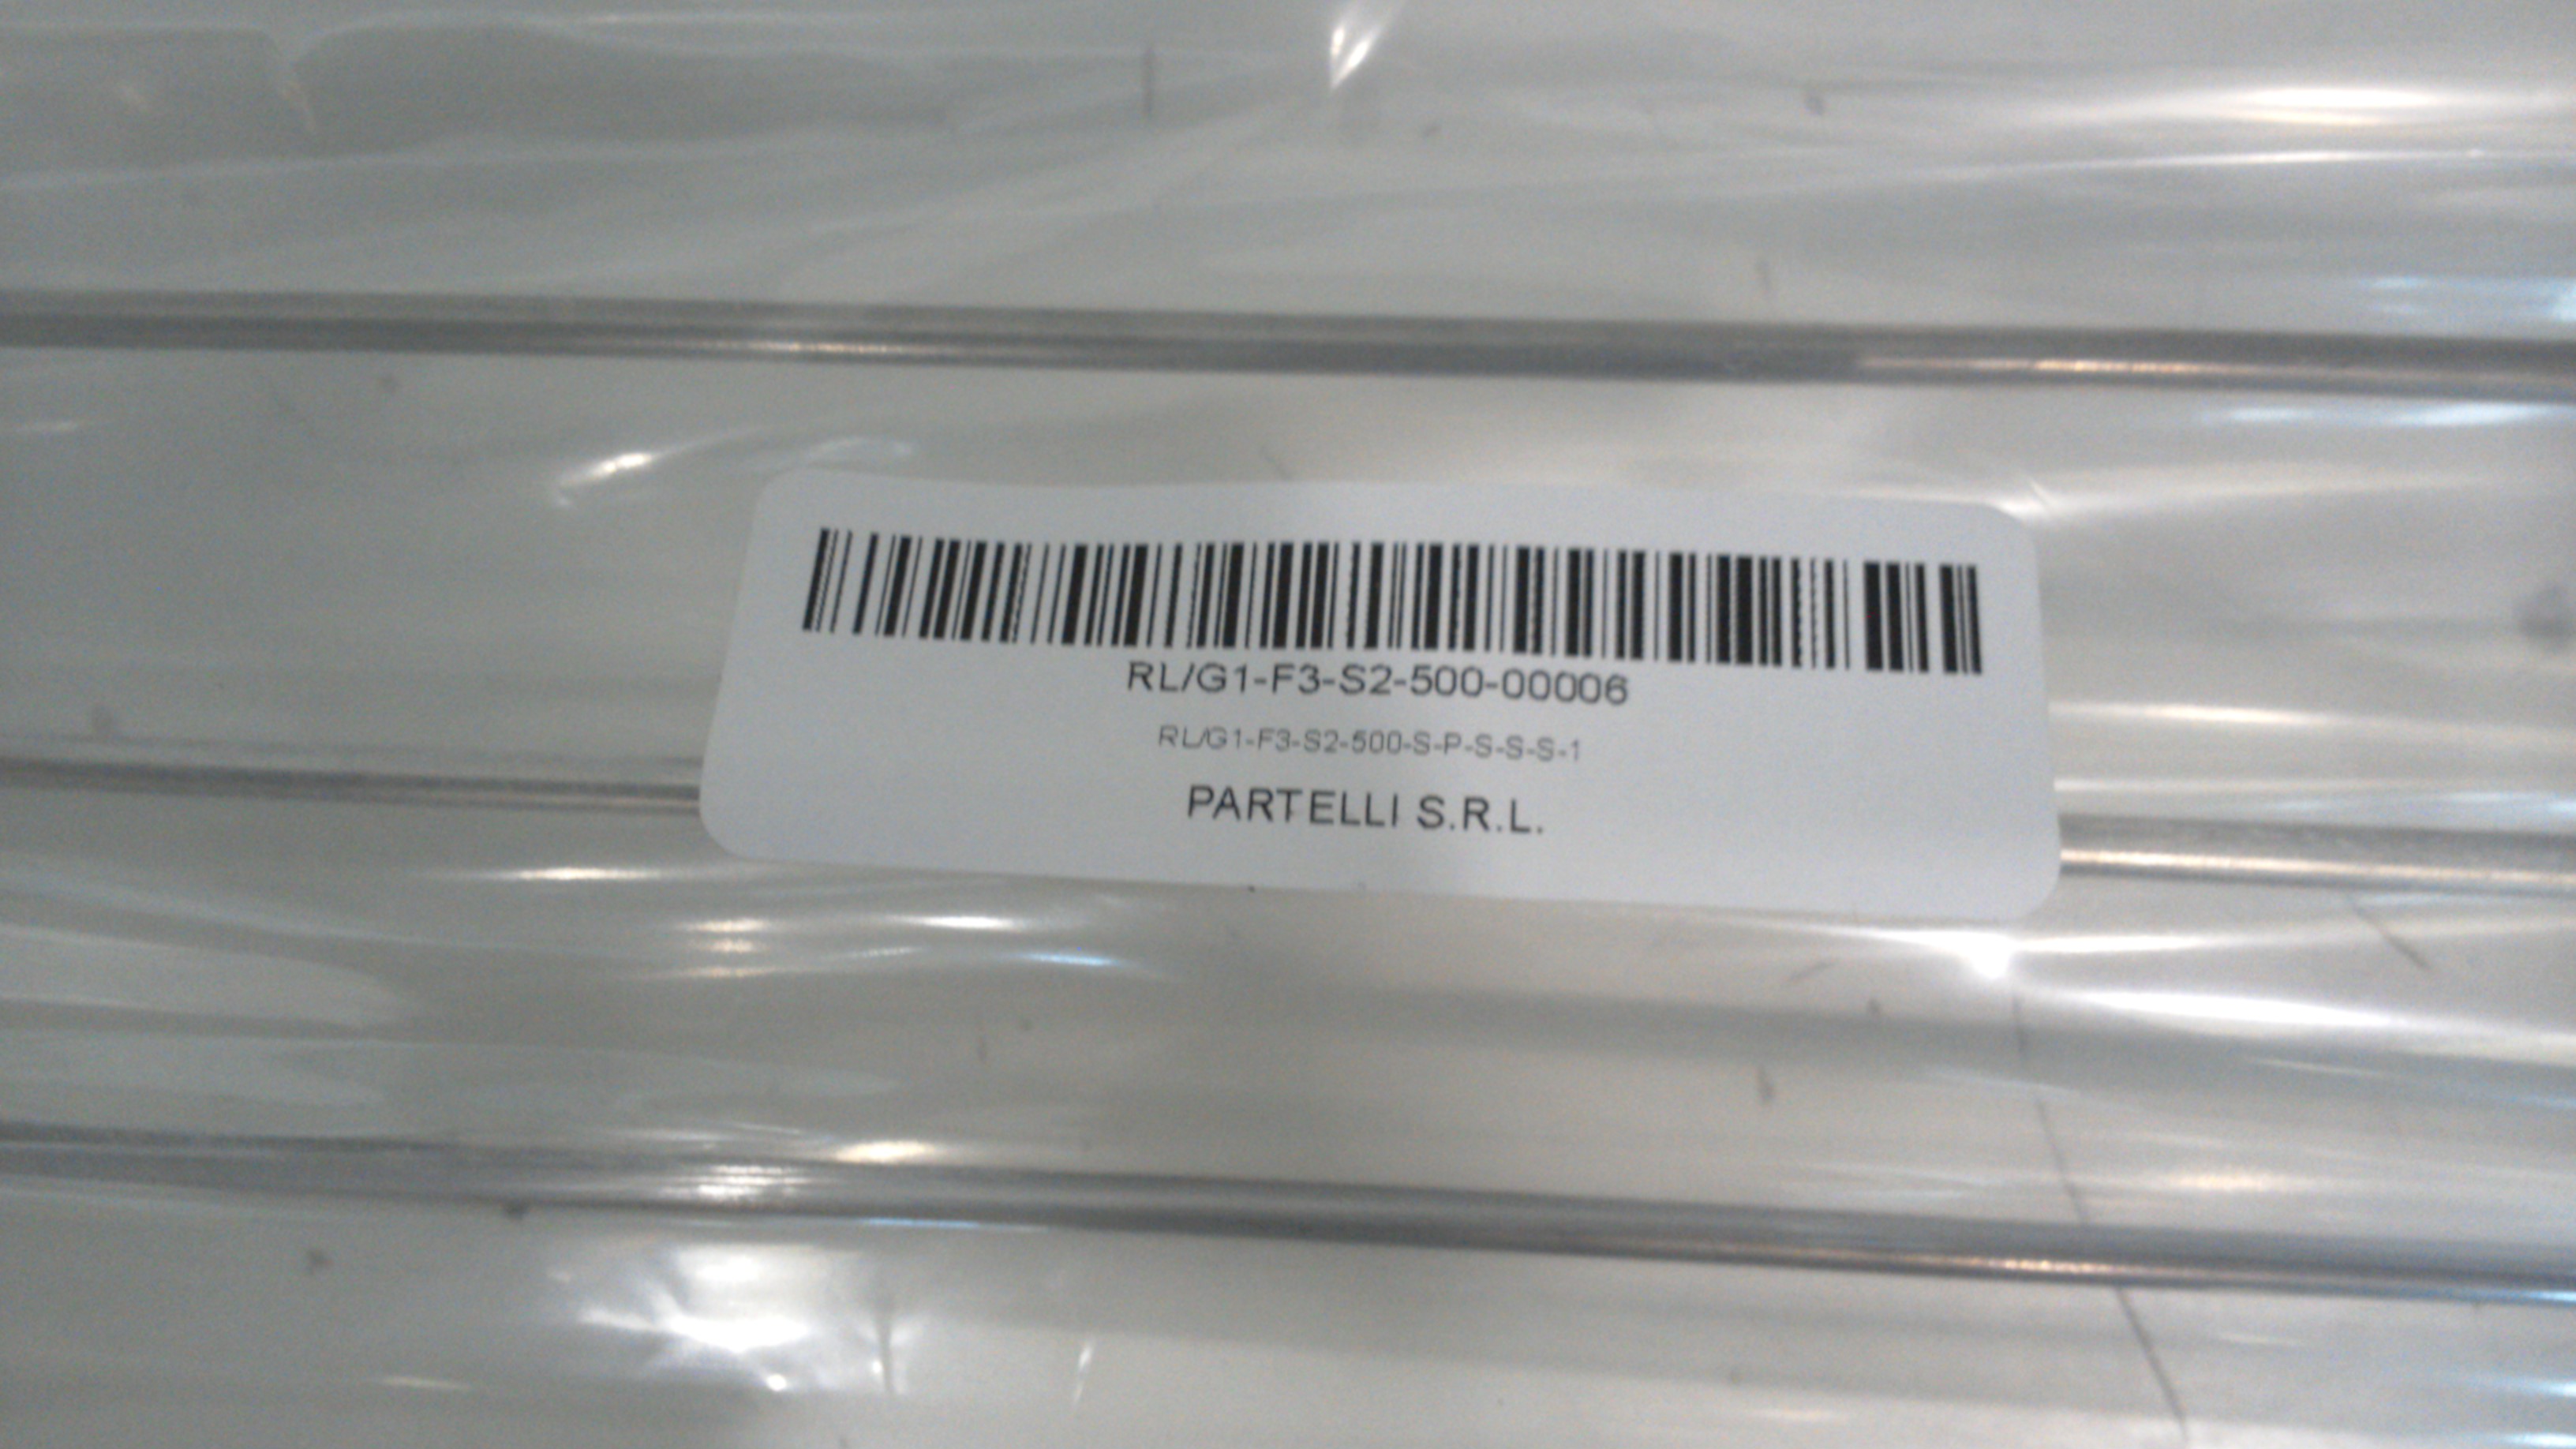 RL/G1-F3-S2-500-00006
RL/G1-F3-S2-500-S-P-S-S-S-1
PARTELLI S.R.L.